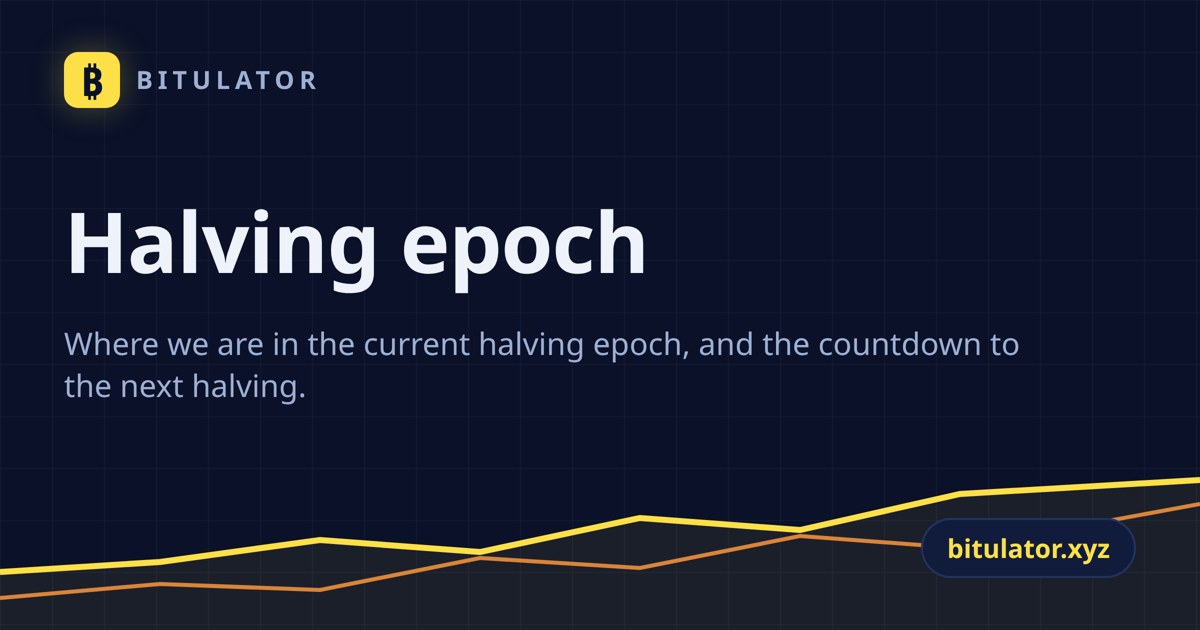 BITULATOR
Halving epoch
Where we are in the current halving epoch, and the countdown to
the next halving.
bitulator.xyz